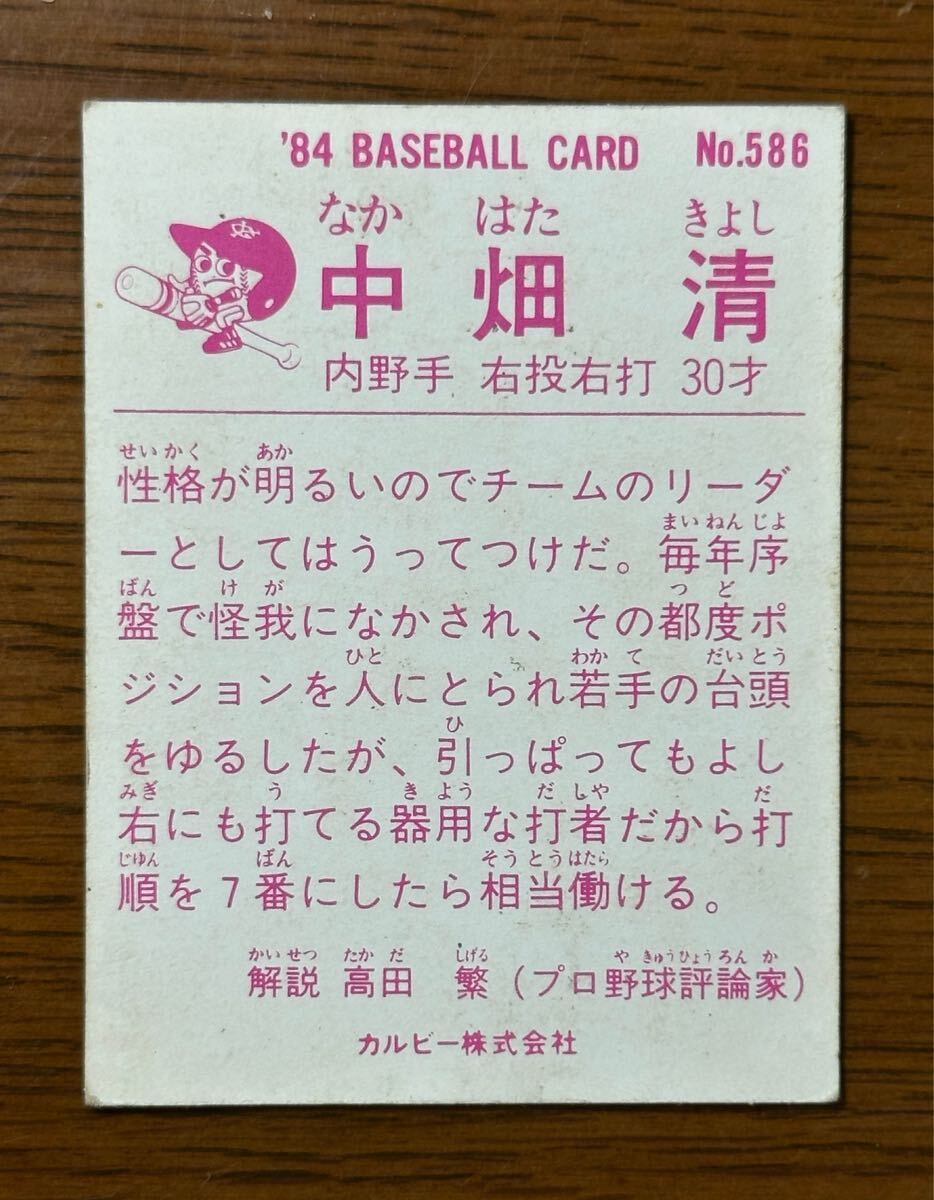 '84 BASEBALL CARD No.586
なか はた きよし
中畑 清
内野手 右投右打 30才
せいかく あか
性格が明るいのでチームのリーダ
まいねんじよ
ーとしてはうってつけだ。毎年序
ばん けが つど
盤で怪我になかされ、その都度ポ
ひと わかて だいとう
ジションを人にとられ若手の台頭
ひ
をゆるしたが、引っぱってもよし
みぎ う きよう だしや だ
右にも打てる器用な打者だから打
じゆん ばん そうとうはたら
順を7番にしたら相当働ける。
かいせつ たかだ しげる やきゅうひょうろんか
解説 高田 繁(プロ野球評論家)
カルビー株式会社